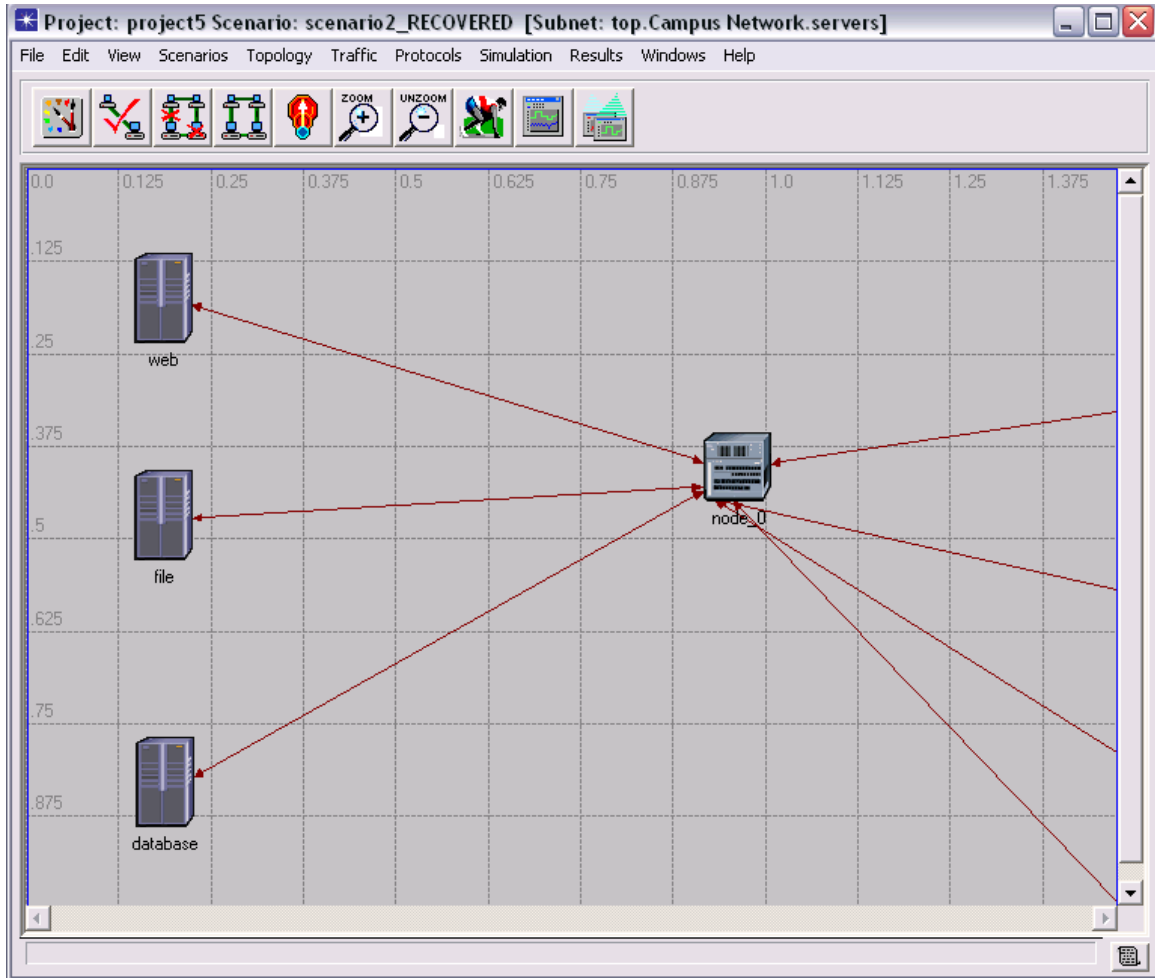 Project: project5 Scenario: scenario2_RECOVERED [Subnet: top.Campus Network.servers]
File Edit View Scenarios Topology Traffic Protocols Simulation Results Windows Help
ZOOM UNZOOM
0.0 0.125 0.25 0.375 0.5 0.625 0.75 0.875 1.0 1.125 1.25 1.375
.125
.25
web
.375
node_0
.5
file
.625
.75
.875
database